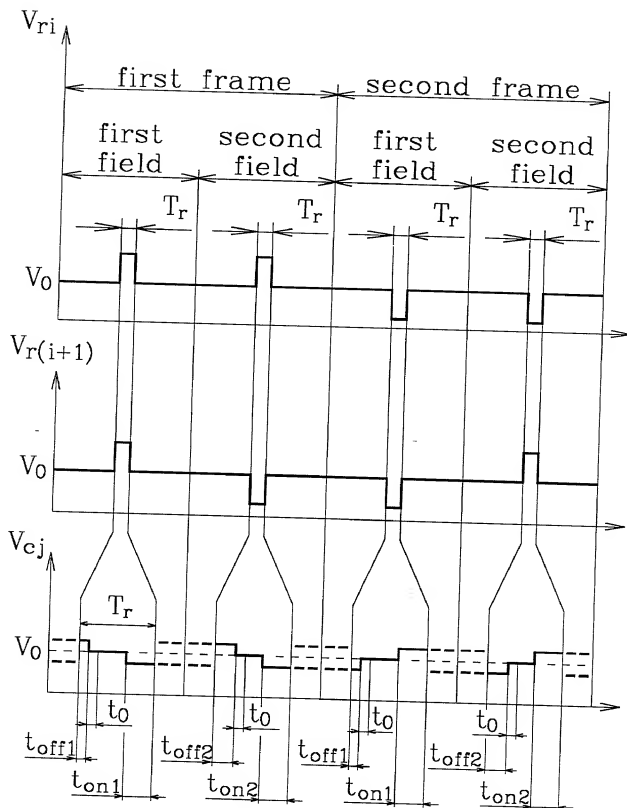 V_ri
first frame second frame
first field second field first field second field
T_r T_r T_r T_r
V_0
V_r(i+1)
V_0
V_cj
T_r
V_0
t_0 t_0 t_0 t_0
t_off1 t_off2 t_off1 t_off2
t_on1 t_on2 t_on1 t_on2